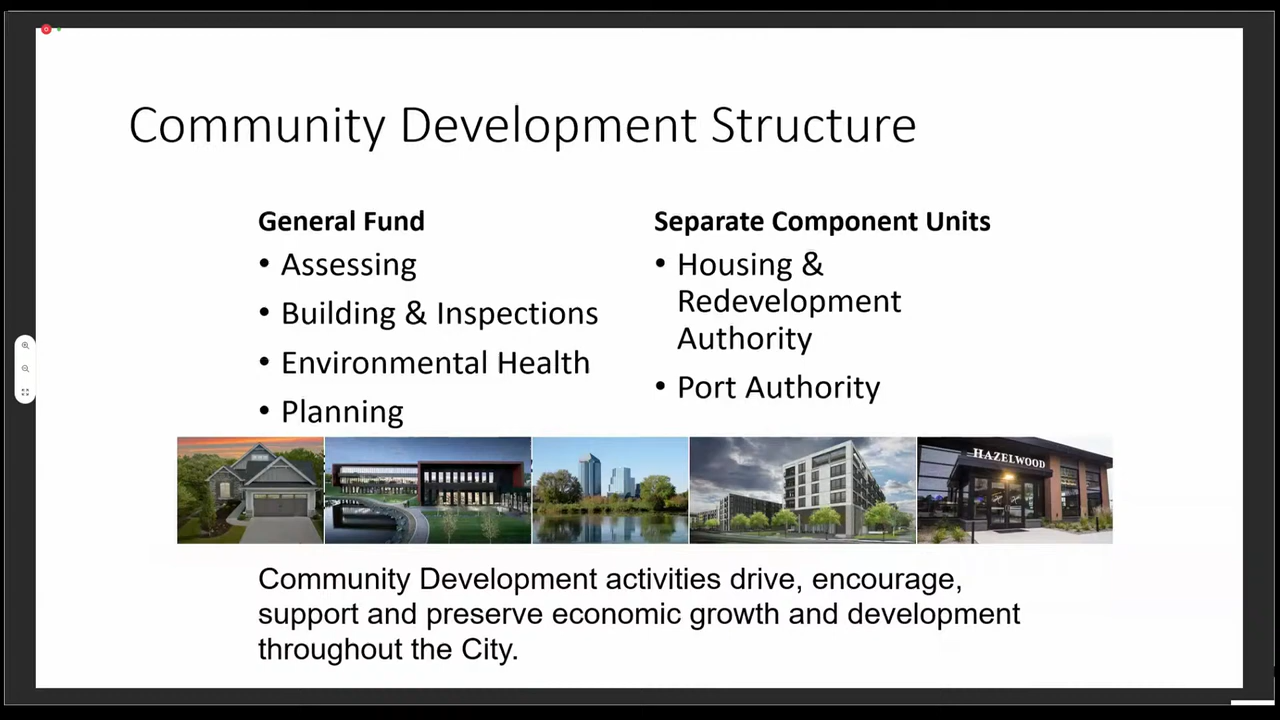 Community Development Structure
General Fund
• Assessing
• Building & Inspections
• Environmental Health
• Planning
Separate Component Units
• Housing &
Redevelopment
Authority
• Port Authority
HAZELWOOD
Community Development activities drive, encourage,
support and preserve economic growth and development
throughout the City.